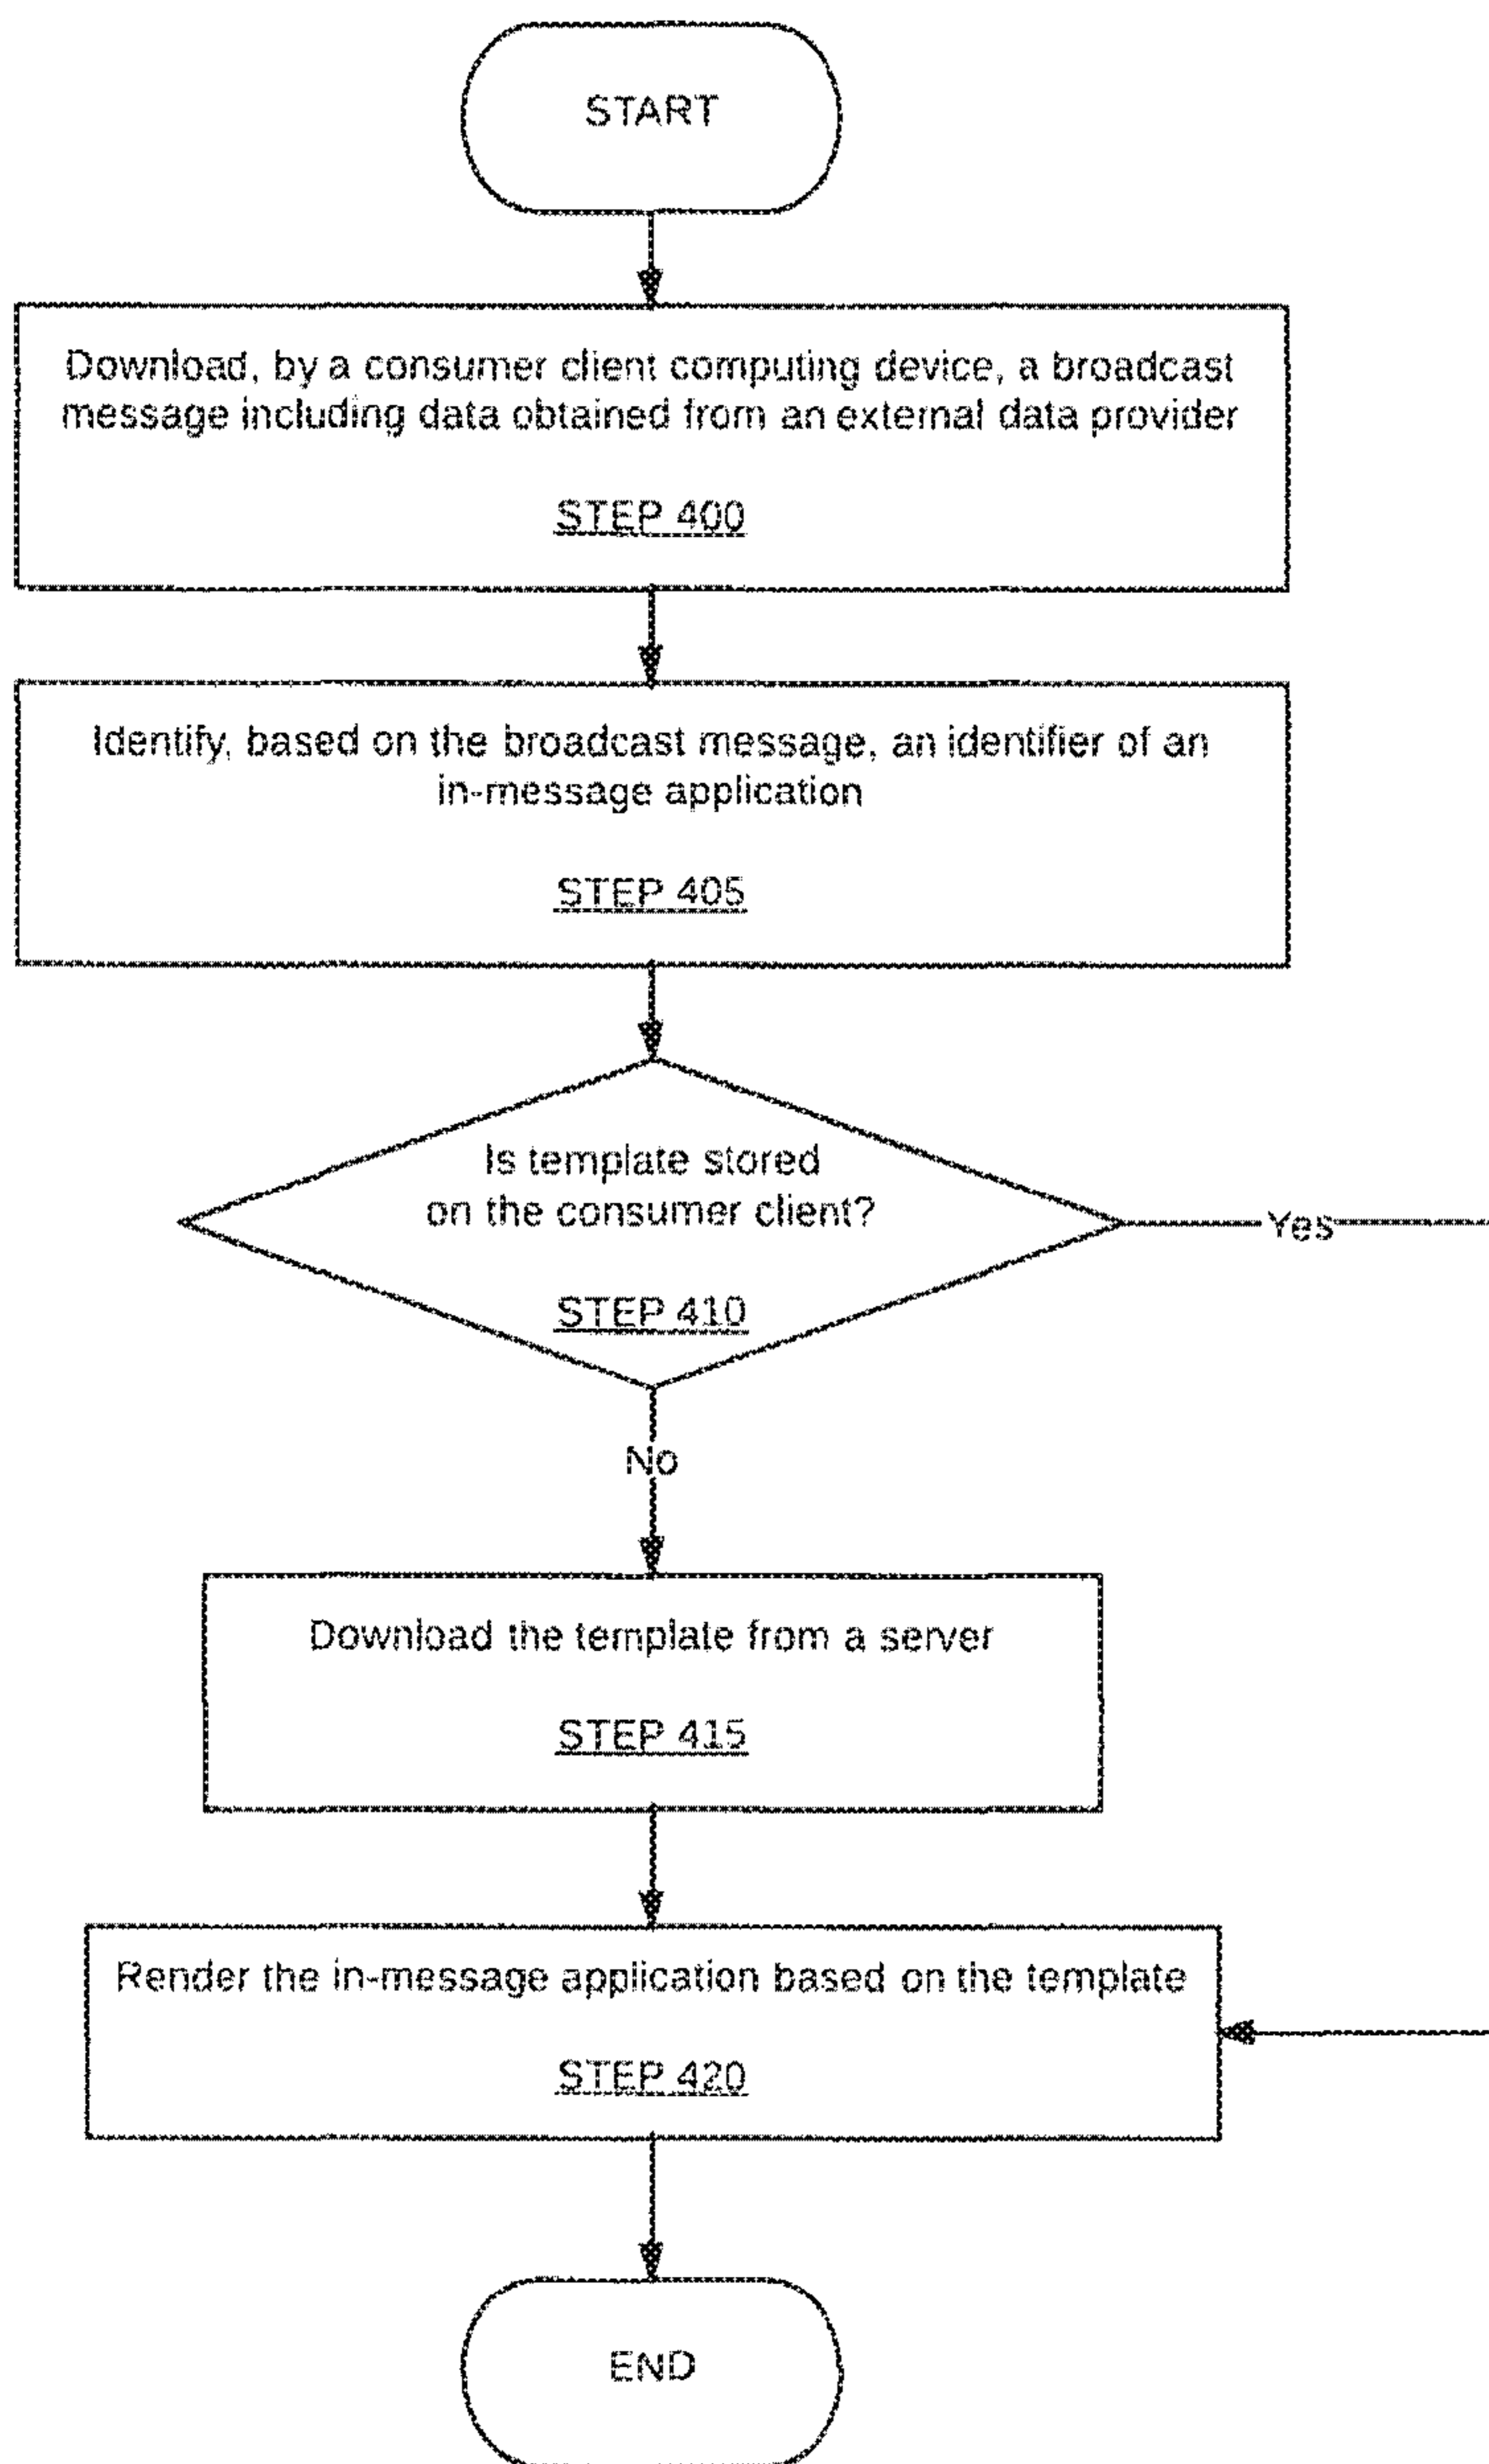 START
Download, by a consumer client computing device, a broadcast
message including data obtained from an external data provider
STEP 400
Identify, based on the broadcast message, an identifier of an
in-message application
STEP 405
Is template stored
on the consumer client?
STEP 410
Yes
No
Download the template from a server
STEP 415
Render the in-message application based on the template
STEP 420
END